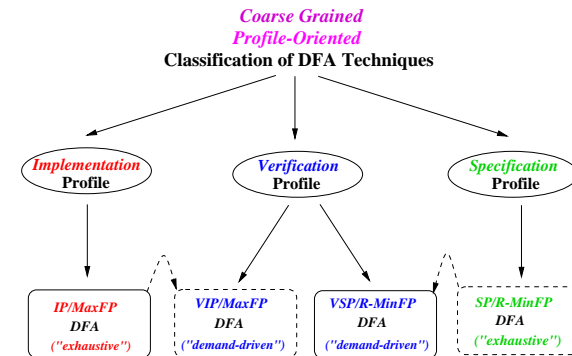 Coarse Grained
Profile-Oriented
Classification of DFA Techniques
Implementation
Profile
Verification
Profile
Specification
Profile
IP/MaxFP
DFA
("exhaustive")
VIP/MaxFP
DFA
("demand-driven")
VSP/R-MinFP
DFA
("demand-driven")
SP/R-MinFP
DFA
("exhaustive")